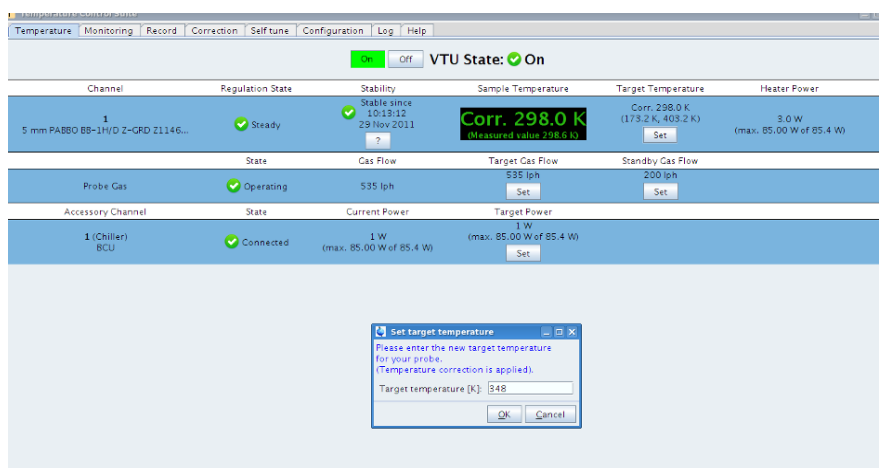 Temperature Control Suite
Temperature Monitoring Record Correction Self tune Configuration Log Help
On Off VTU State: On
Channel Regulation State Stability Sample Temperature Target Temperature Heater Power
1
5 mm PABBO BB-1H/D Z-GRD Z1146...
Steady
Stable since
10:13:12
29 Nov 2011
?
Corr. 298.0 K
(Measured value 298.6 K)
Corr. 298.0 K
(173.2 K, 403.2 K)
Set
3.0 W
(max. 85.00 W of 85.4 W)
State Gas Flow Target Gas Flow Standby Gas Flow
Probe Gas
Operating
535 lph
535 lph
Set
200 lph
Set
Accessory Channel State Current Power Target Power
1 (Chiller)
BCU
Connected
1 W
(max. 85.00 W of 85.4 W)
1 W
(max. 85.00 W of 85.4 W)
Set
Set target temperature
Please enter the new target temperature
for your probe.
(Temperature correction is applied).
Target temperature [K]: 348
OK Cancel